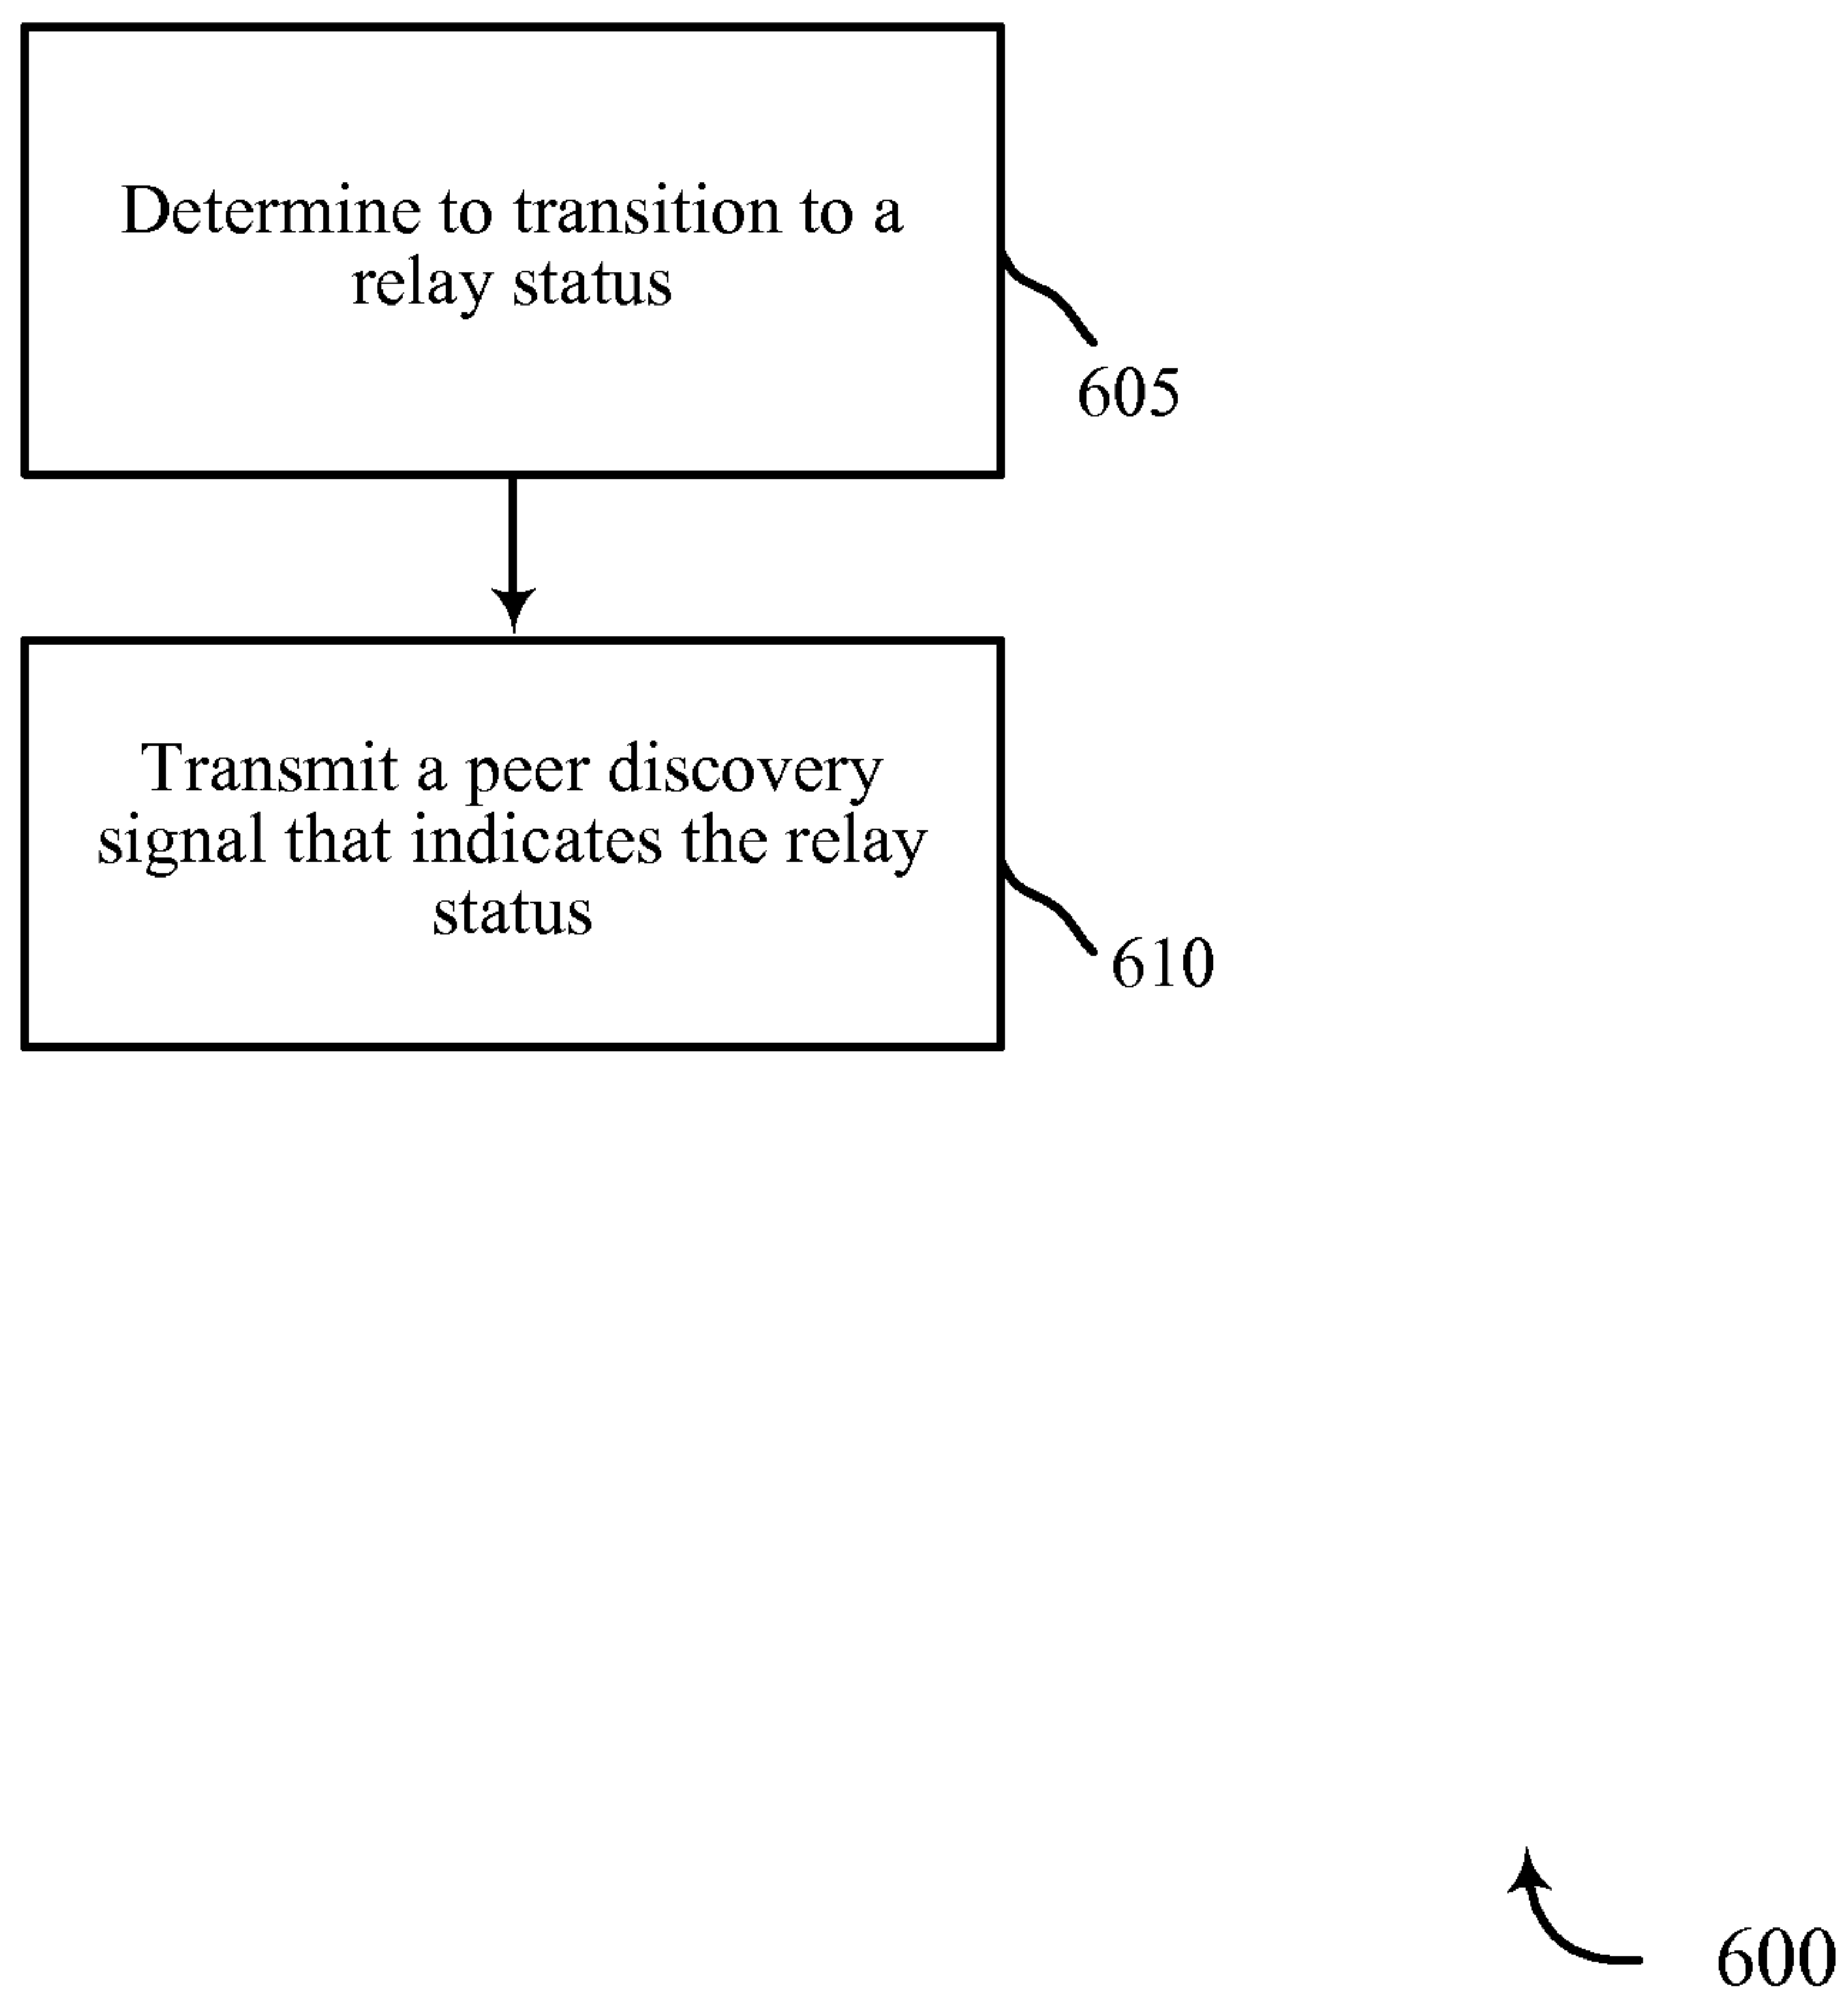 Determine to transition to a
relay status
605
Transmit a peer discovery
signal that indicates the relay
status
610
600